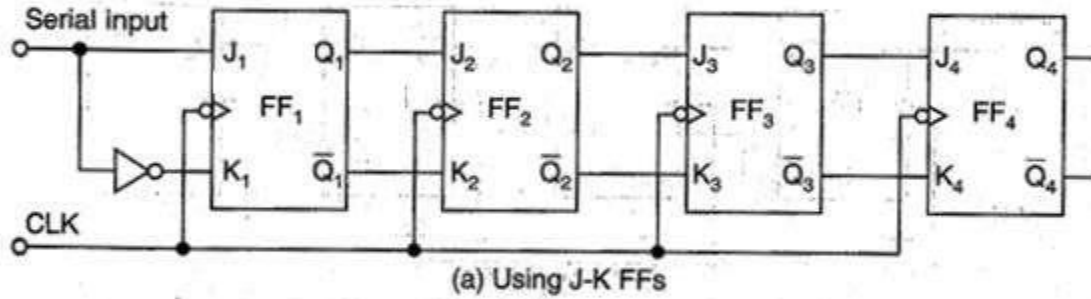 Serial input
J₁ Q₁ J₂ Q₂ J₃ Q₃ J₄ Q₄
FF₁ FF₂ FF₃ FF₄
K₁ Q̅₁ K₂ Q̅₂ K₃ Q̅₃ K₄ Q̅₄
CLK
(a) Using J-K FFs